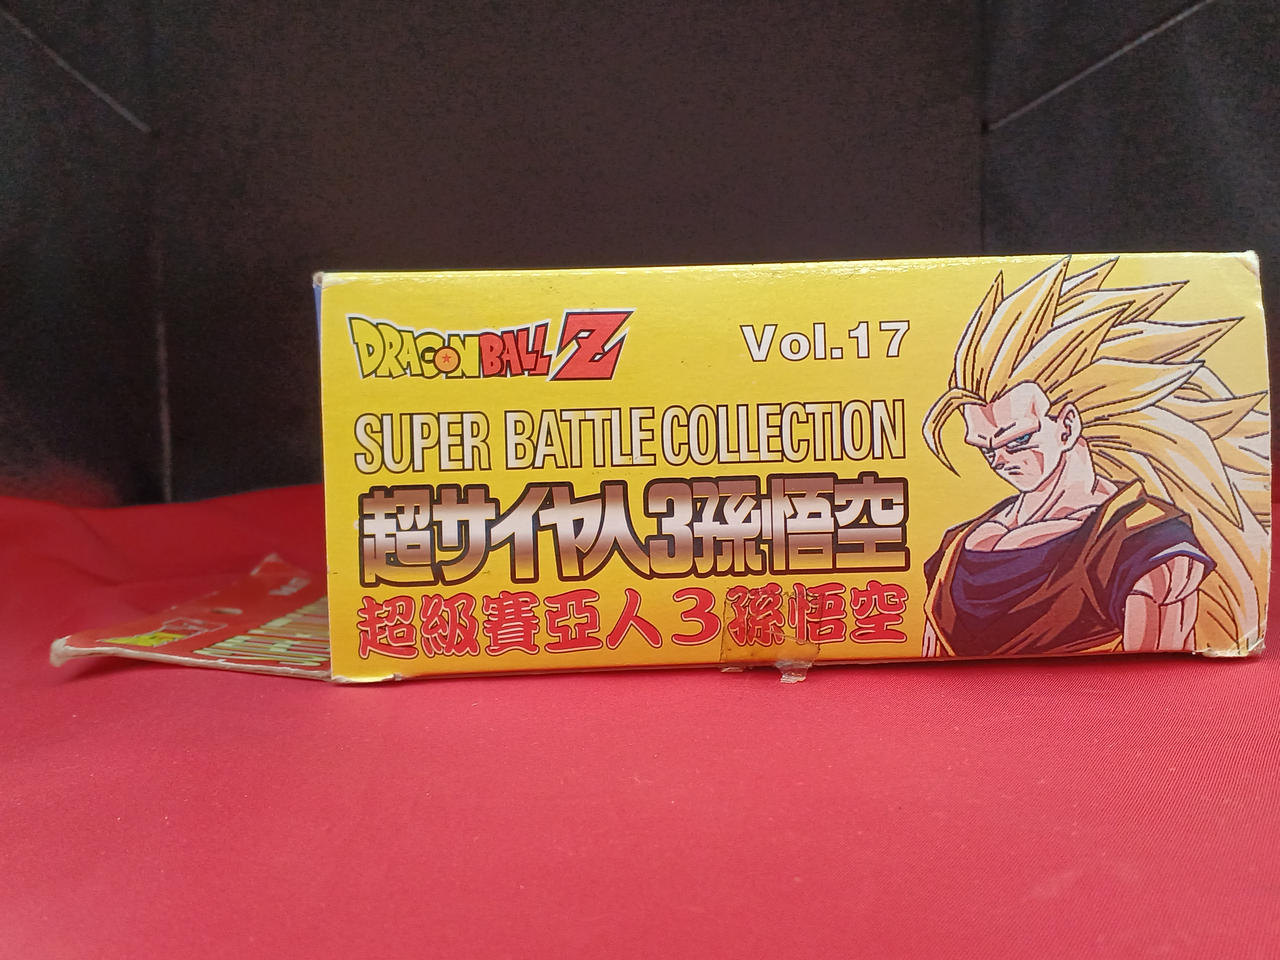 DRAGON BALL Z
Vol.17
SUPER BATTLE COLLECTION
超サイヤ人3孫悟空
超級賽亞人3孫悟空